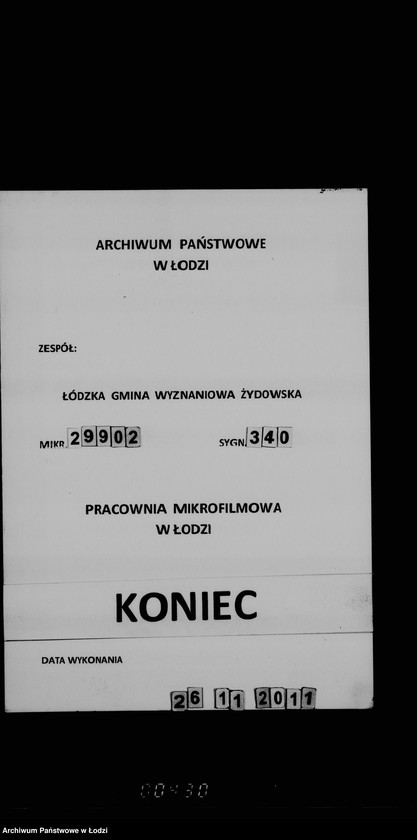 ARCHIWUM PAŃSTWOWE
W ŁODZI
ZESPÓŁ:
ŁÓDZKA GMINA WYZNANIOWA ŻYDOWSKA
MIKR. 29902 SYGN. 340
PRACOWNIA MIKROFILMOWA
W ŁODZI
KONIEC
DATA WYKONANIA
26 11 2011
00430
Archiwum Państwowe w Łodzi